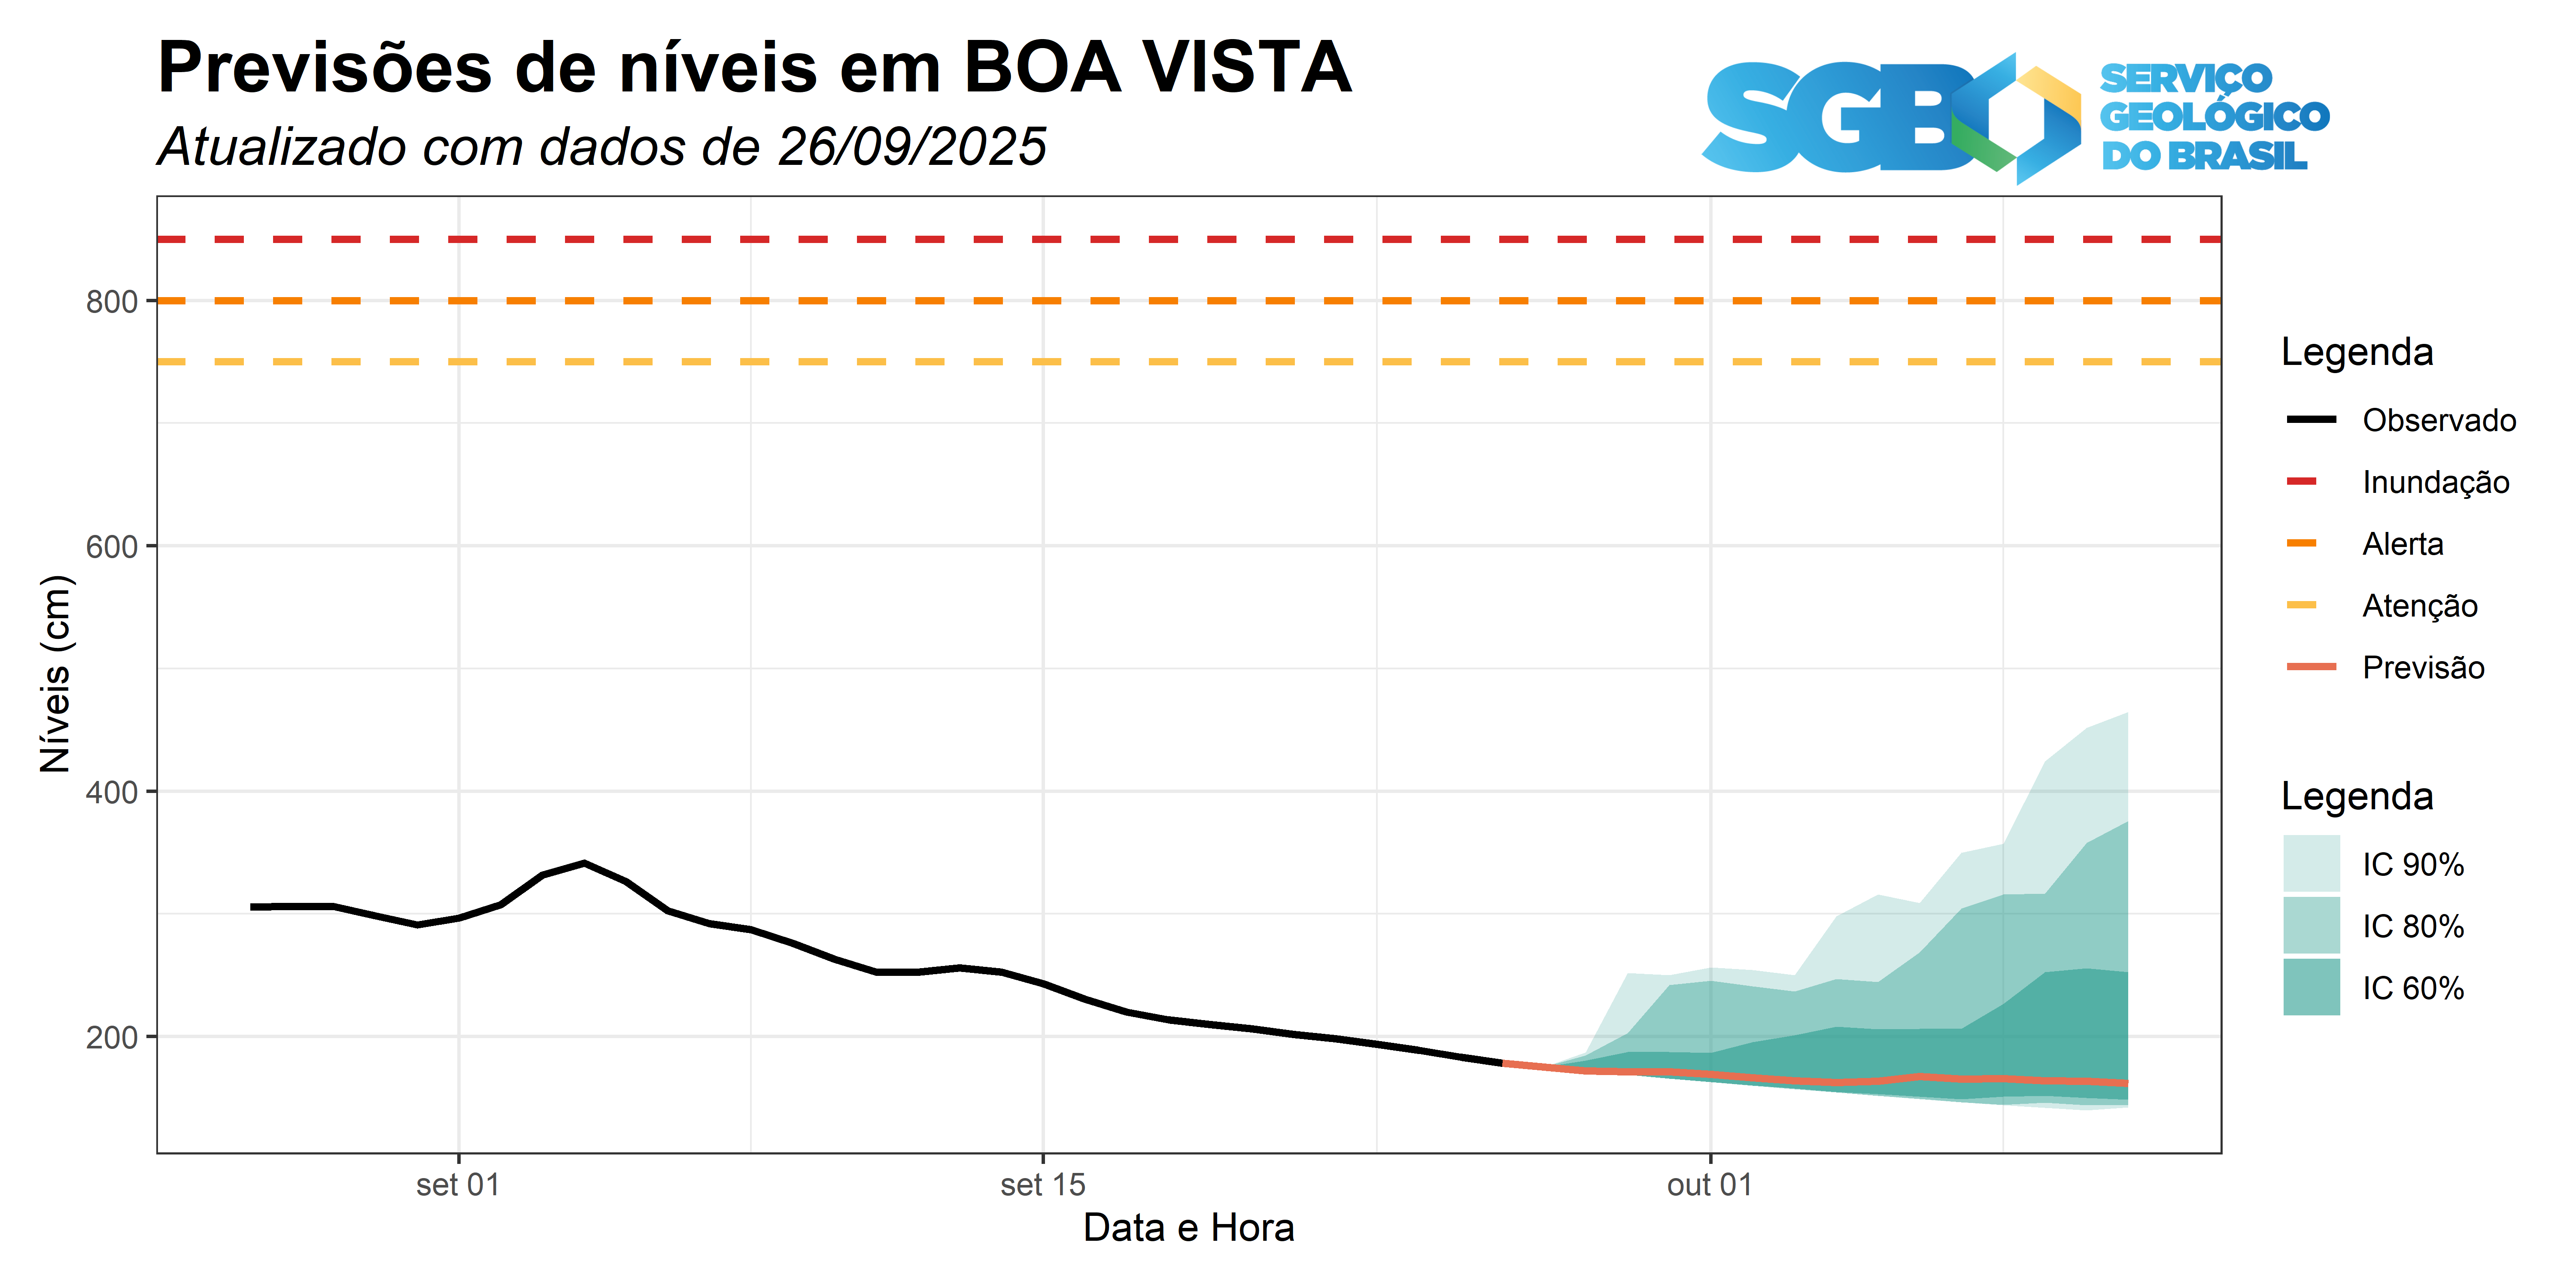 Previsões de níveis em BOA VISTA
Atualizado com dados de 26/09/2025
SGB
SERVIÇO
GEOLÓGICO
DO BRASIL
Níveis (cm)
800
600
400
200
set 01
set 15
out 01
Data e Hora
Legenda
Observado
Inundação
Alerta
Atenção
Previsão
Legenda
IC 90%
IC 80%
IC 60%